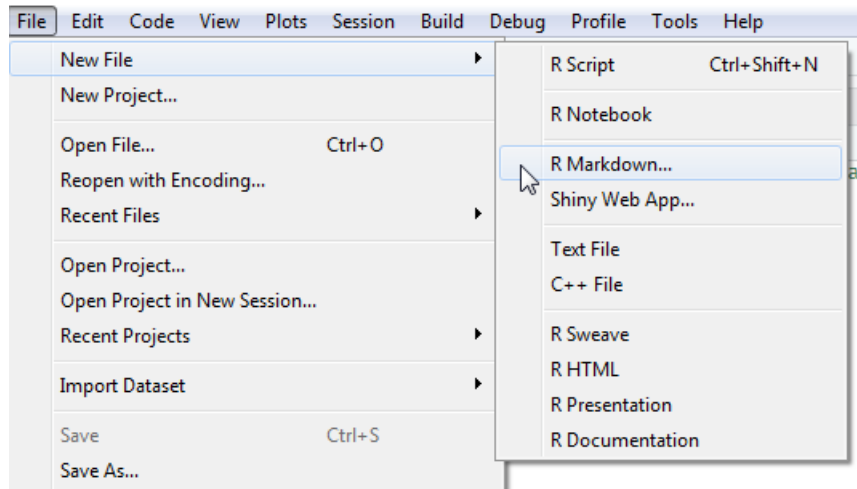 File Edit Code View Plots Session Build Debug Profile Tools Help
New File
New Project...
Open File... Ctrl+O
Reopen with Encoding...
Recent Files
Open Project...
Open Project in New Session...
Recent Projects
Import Dataset
Save Ctrl+S
Save As...
R Script Ctrl+Shift+N
R Notebook
R Markdown...
Shiny Web App...
Text File
C++ File
R Sweave
R HTML
R Presentation
R Documentation